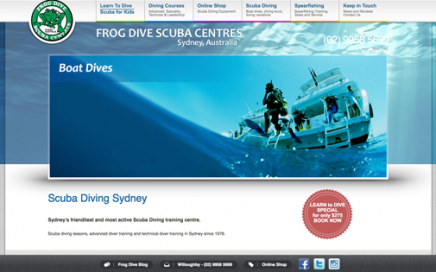 FROG DIVE
SCUBA CENTRES
Learn To Dive
Scuba for Kids
Diving Courses
Advanced, Specialty,
Technical & Leadership
Online Shop
Scuba Diving Equipment
Scuba Diving
Boat dives, diving tours,
Diving vacations
Spearfishing
Spearfishing Training,
Sales and Service
Keep in Touch
News and Reviews
Contact Us
FROG DIVE SCUBA CENTRES
Sydney, Australia
(02) 9958 5699
Boat Dives
Scuba Diving Sydney
Sydney's friendliest and most active Scuba Diving training centre.
Scuba diving lessons, advanced diver training and technical diver training in Sydney since 1978.
LEARN to DIVE
SPECIAL
for only $275
BOOK NOW
Frog Dive Blog
Willoughby - (02) 9958 5699
Online Shop